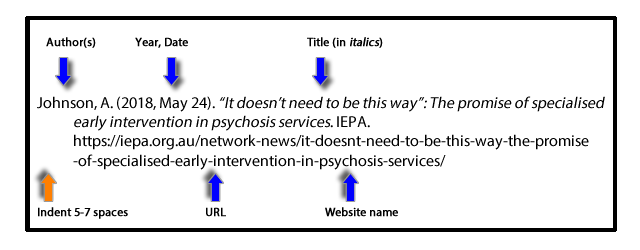 Author(s) Year, Date Title (in italics)
Johnson, A. (2018, May 24). “It doesn’t need to be this way”: The promise of specialised
early intervention in psychosis services. IEPA.
https://iepa.org.au/network-news/it-doesnt-need-to-be-this-way-the-promise
-of-specialised-early-intervention-in-psychosis-services/
Indent 5-7 spaces URL Website name